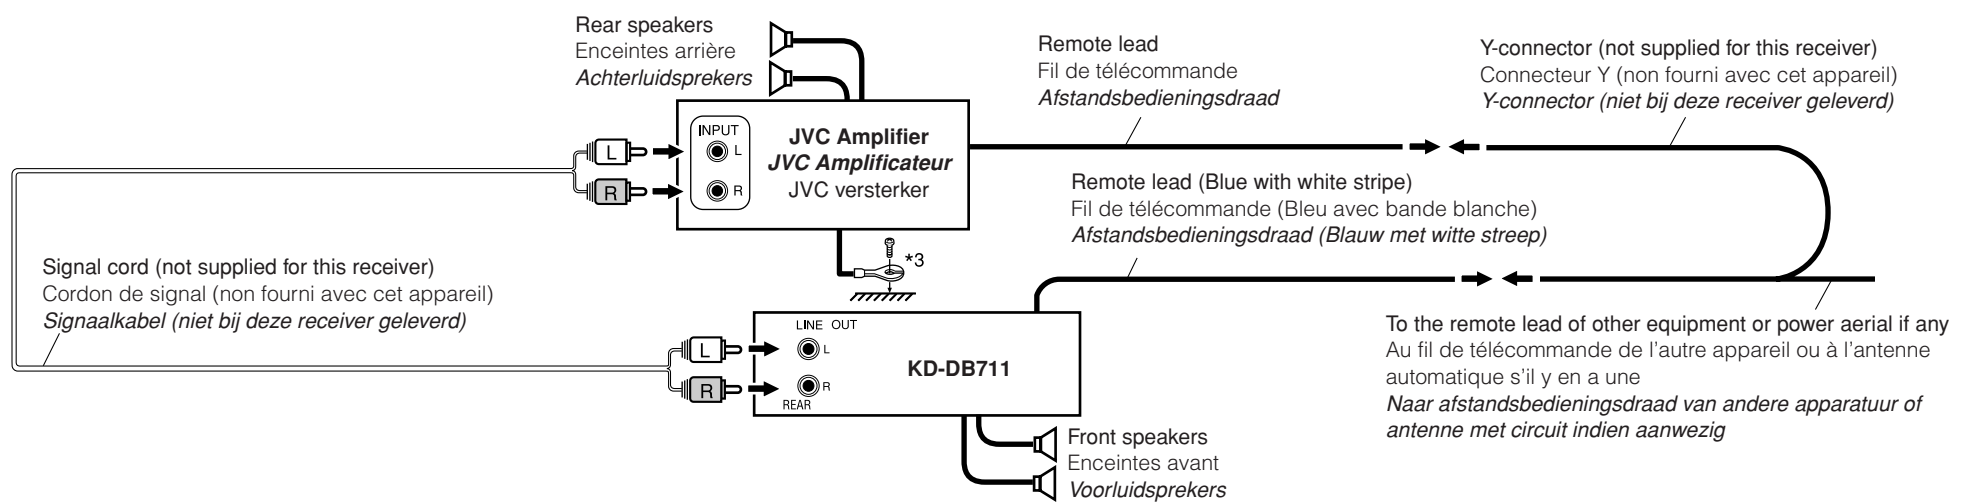 Rear speakers
Enceintes arrière
Achterluidsprekers
Remote lead
Fil de télécommande
Afstandsbedieningsdraad
Y-connector (not supplied for this receiver)
Connecteur Y (non fourni avec cet appareil)
Y-connector (niet bij deze receiver geleverd)
INPUT
L
R
L
R
JVC Amplifier
JVC Amplificateur
JVC versterker
Remote lead (Blue with white stripe)
Fil de télécommande (Bleu avec bande blanche)
Afstandsbedieningsdraad (Blauw met witte streep)
*3
Signal cord (not supplied for this receiver)
Cordon de signal (non fourni avec cet appareil)
Signaalkabel (niet bij deze receiver geleverd)
LINE OUT
L
R
L
R
REAR
KD-DB711
To the remote lead of other equipment or power aerial if any
Au fil de télécommande de l'autre appareil ou à l'antenne
automatique s'il y en a une
Naar afstandsbedieningsdraad van andere apparatuur of
antenne met circuit indien aanwezig
Front speakers
Enceintes avant
Voorluidsprekers